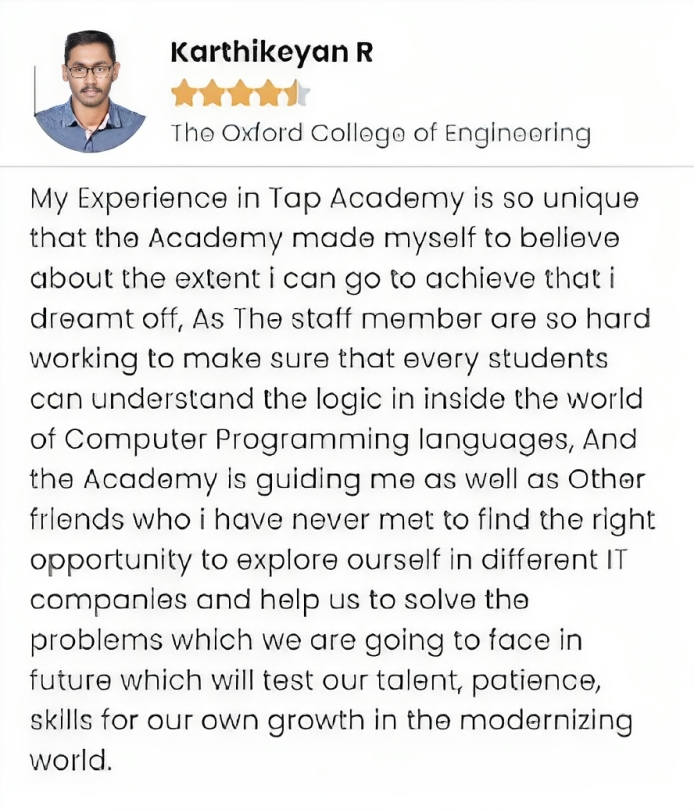 Karthikeyan R
The Oxford College of Engineering
My Experience in Tap Academy is so unique
that the Academy made myself to believe
about the extent i can go to achieve that i
dreamt off, As The staff member are so hard
working to make sure that every students
can understand the logic in inside the world
of Computer Programming languages, And
the Academy is guiding me as well as Other
friends who i have never met to find the right
opportunity to explore ourself in different IT
companies and help us to solve the
problems which we are going to face in
future which will test our talent, patience,
skills for our own growth in the modernizing
world.